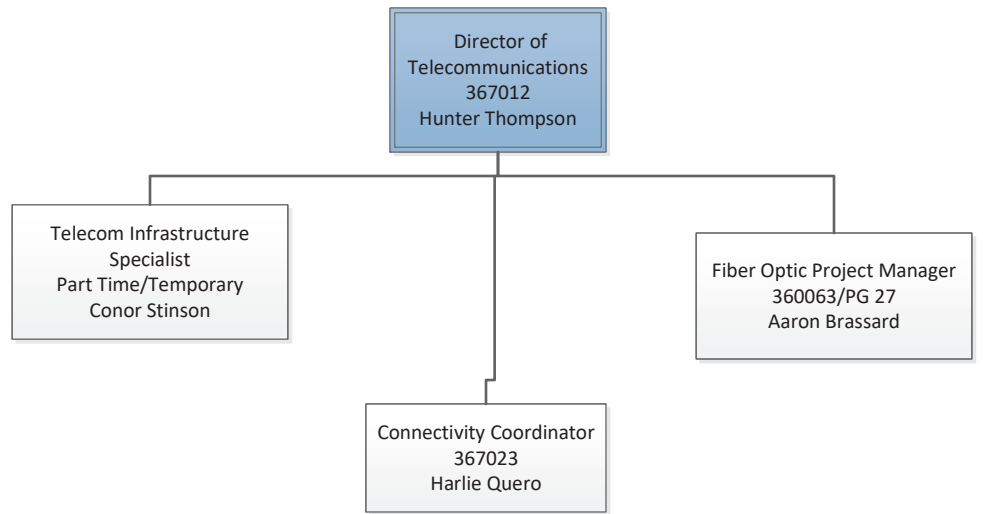 Director of
Telecommunications
367012
Hunter Thompson
Telecom Infrastructure
Specialist
Part Time/Temporary
Conor Stinson
Fiber Optic Project Manager
360063/PG 27
Aaron Brassard
Connectivity Coordinator
367023
Harlie Quero